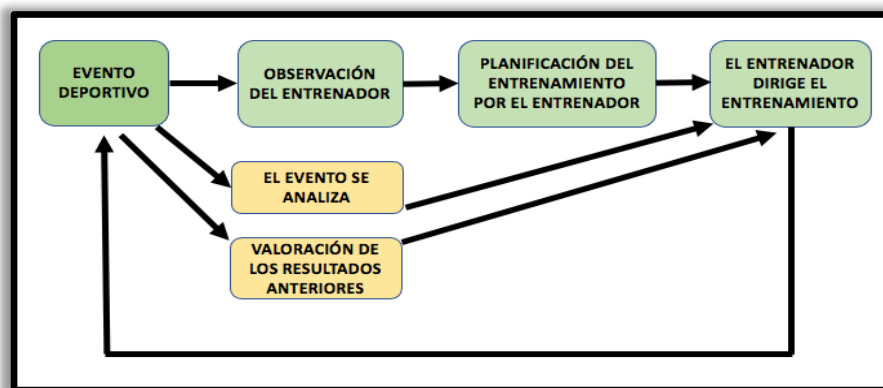 EVENTO
DEPORTIVO
OBSERVACIÓN
DEL ENTRENADOR
PLANIFICACIÓN DEL
ENTRENAMIENTO
POR EL ENTRENADOR
EL ENTRENADOR
DIRIGE EL
ENTRENAMIENTO
EL EVENTO SE
ANALIZA
VALORACIÓN DE
LOS RESULTADOS
ANTERIORES